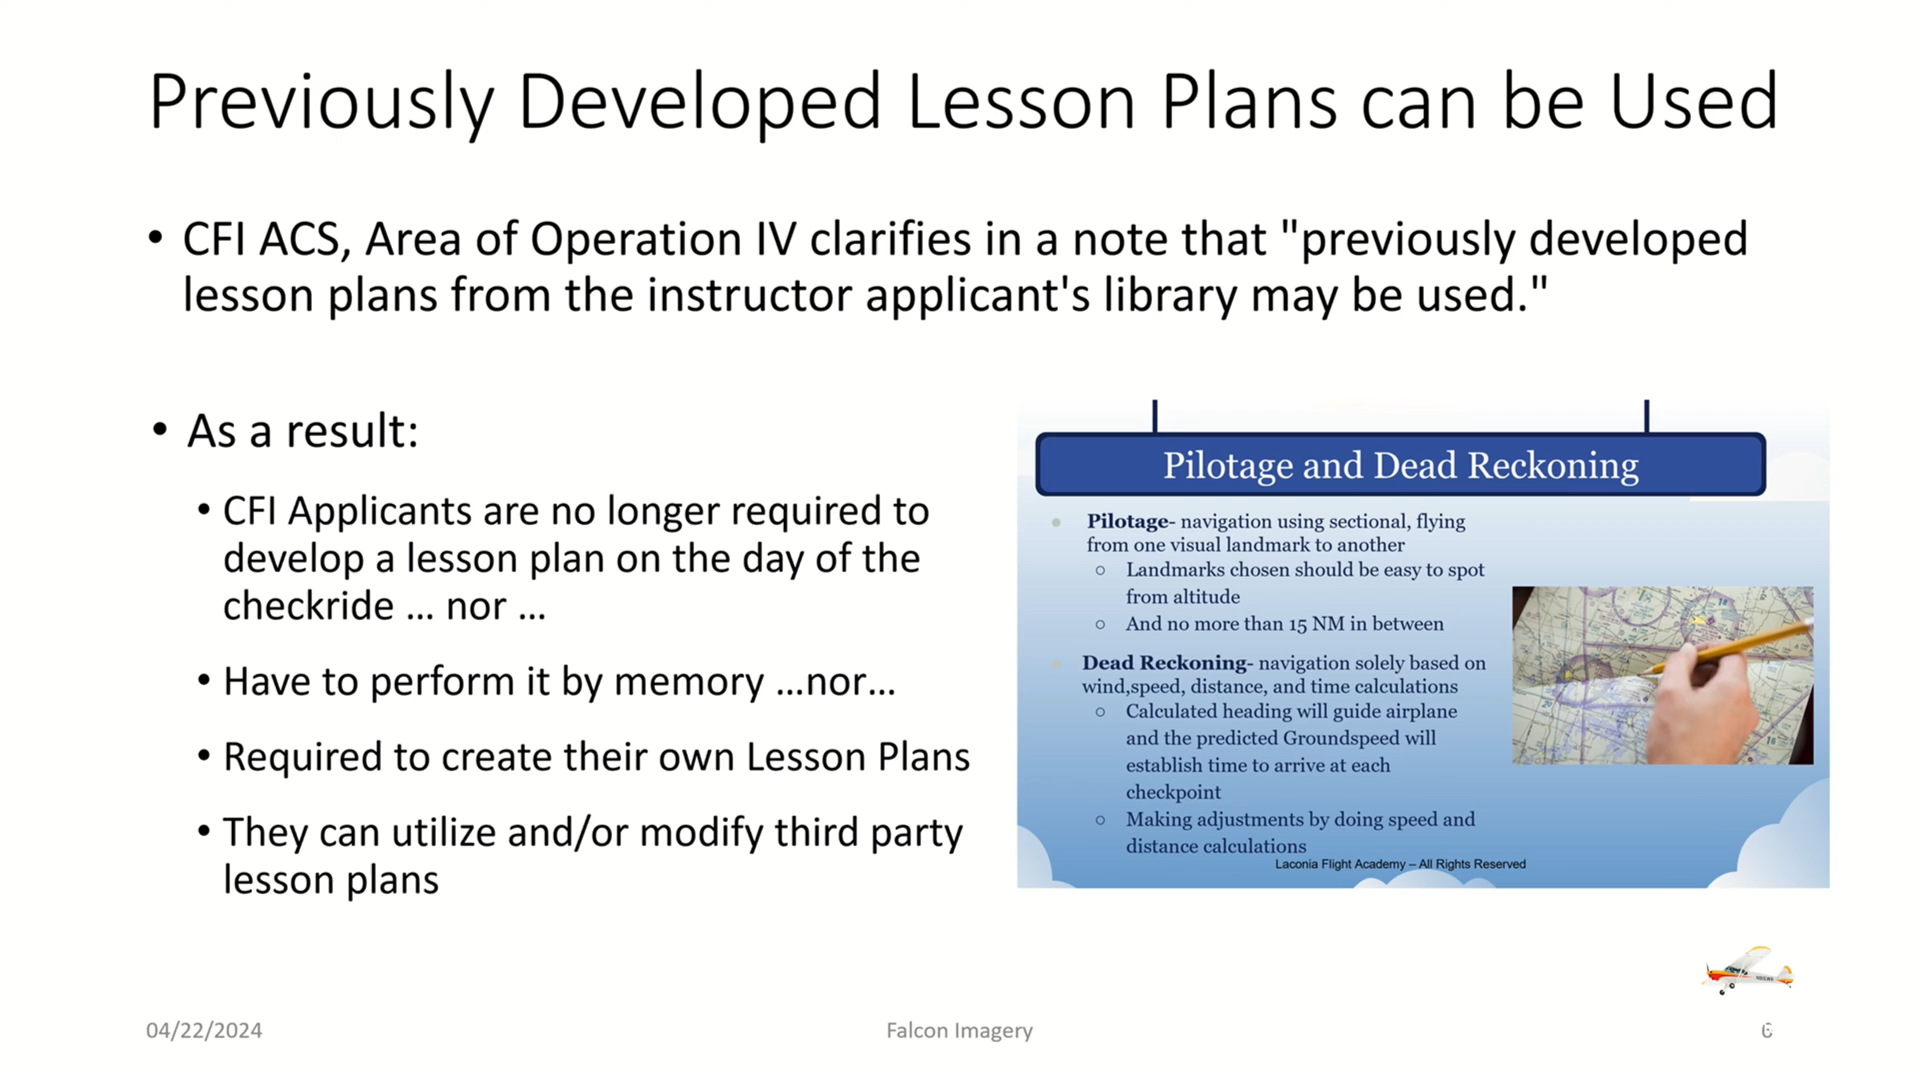 Previously Developed Lesson Plans can be Used
• CFI ACS, Area of Operation IV clarifies in a note that "previously developed
lesson plans from the instructor applicant's library may be used."
• As a result:
• CFI Applicants are no longer required to
develop a lesson plan on the day of the
checkride ... nor ...
• Have to perform it by memory ...nor...
• Required to create their own Lesson Plans
• They can utilize and/or modify third party
lesson plans
Pilotage and Dead Reckoning
Pilotage- navigation using sectional, flying
from one visual landmark to another
Landmarks chosen should be easy to spot
from altitude
And no more than 15 NM in between
Dead Reckoning- navigation solely based on
wind,speed, distance, and time calculations
Calculated heading will guide airplane
and the predicted Groundspeed will
establish time to arrive at each
checkpoint
Making adjustments by doing speed and
distance calculations
Laconia Flight Academy – All Rights Reserved
04/22/2024
Falcon Imagery
6